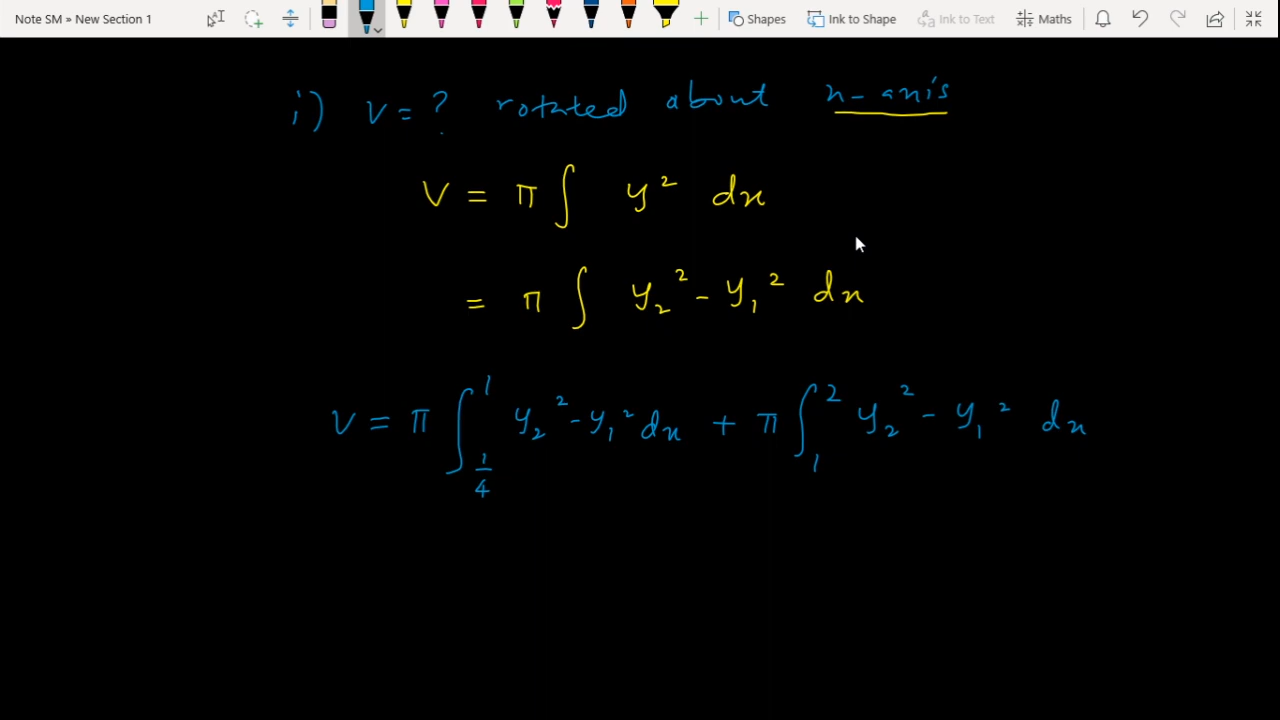 Note SM » New Section 1
Shapes
Ink to Shape
Ink to Text
Maths
i) V = ? rotated about x-axis
V = π ∫ y² dx
= π ∫ y₂² - y₁² dx
V = π ∫_{1/4}^{1} y₂² - y₁² dx + π ∫_{1}^{2} y₂² - y₁² dx